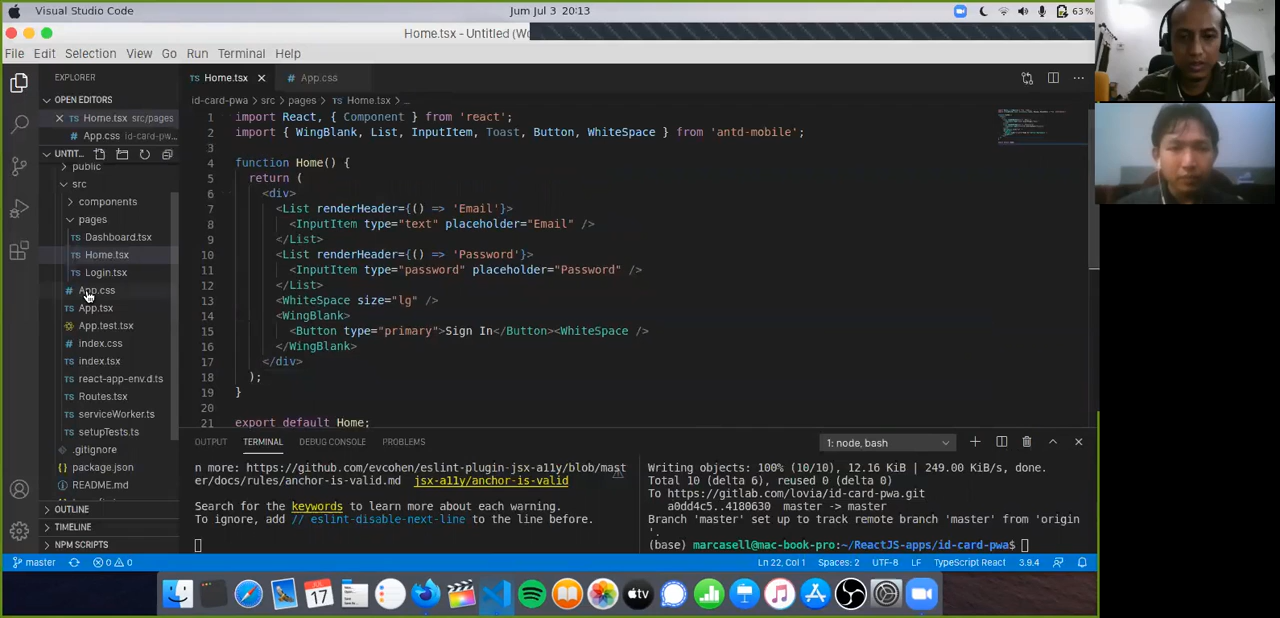 Visual Studio Code
Jum Jul 3 20:13
63%
Home.tsx - Untitled (Wo
File Edit Selection View Go Run Terminal Help
EXPLORER
OPEN EDITORS
Home.tsx src/pages
App.css id-card-pw...
UNTIT...
public
src
components
pages
Dashboard.tsx
Home.tsx
Login.tsx
App.css
App.tsx
App.test.tsx
index.css
index.tsx
react-app-env.d.ts
Routes.tsx
serviceWorker.ts
setupTests.ts
.gitignore
package.json
README.md
OUTLINE
TIMELINE
NPM SCRIPTS
Home.tsx
App.css
id-card-pwa > src > pages > Home.tsx > ...
1 import React, { Component } from 'react';
2 import { WingBlank, List, InputItem, Toast, Button, WhiteSpace } from 'antd-mobile';
3
4 function Home() {
5 return (
6 <div>
7 <List renderHeader={() => 'Email'}>
8 <InputItem type="text" placeholder="Email" />
9 </List>
10 <List renderHeader={() => 'Password'}>
11 <InputItem type="password" placeholder="Password" />
12 </List>
13 <WhiteSpace size="lg" />
14 <WingBlank>
15 <Button type="primary">Sign In</Button><WhiteSpace />
16 </WingBlank>
17 </div>
18 );
19 }
20
21 export default Home;
OUTPUT TERMINAL DEBUG CONSOLE PROBLEMS
1: node, bash
n more: https://github.com/evcohen/eslint-plugin-jsx-a11y/blob/mast
er/docs/rules/anchor-is-valid.md jsx-a11y/anchor-is-valid
Search for the keywords to learn more about each warning.
To ignore, add // eslint-disable-next-line to the line before.
Writing objects: 100% (10/10), 12.16 KiB | 249.00 KiB/s, done.
Total 10 (delta 6), reused 0 (delta 0)
To https://gitlab.com/lovia/id-card-pwa.git
a0dd4c5..4180630 master -> master
Branch 'master' set up to track remote branch 'master' from 'origin
'.
(base) marcasell@mac-book-pro:~/ReactJS-apps/id-card-pwa$
master
0 0
Ln 22, Col 1
Spaces: 2
UTF-8
LF
TypeScript React
3.9.4
JUL
17
tv